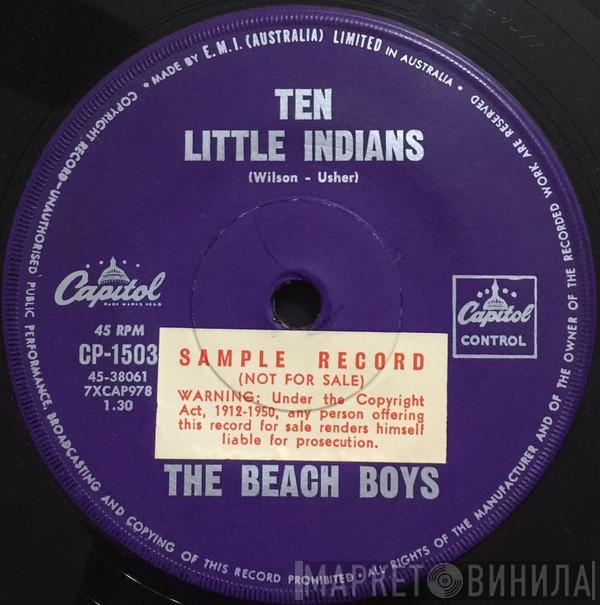 COPYRIGHT RECORD—UNAUTHORISED PUBLIC PERFORMANCE, BROADCASTING AND COPYING OF THIS RECORD PROHIBITED • ALL RIGHTS OF THE MANUFACTURER AND OF THE OWNER OF THE RECORDED WORK ARE RESERVED
• MADE BY E.M.I. (AUSTRALIA) LIMITED IN AUSTRALIA •
TEN
LITTLE INDIANS
(Wilson - Usher)
Capitol
Capitol
CONTROL
45 RPM
CP-1503
45-38061
7XCAP978
1.30
SAMPLE RECORD
(NOT FOR SALE)
WARNING: Under the Copyright
Act, 1912-1950, any person offering
this record for sale renders himself
liable for prosecution.
THE BEACH BOYS
МАРКЕТ ВИНИЛА